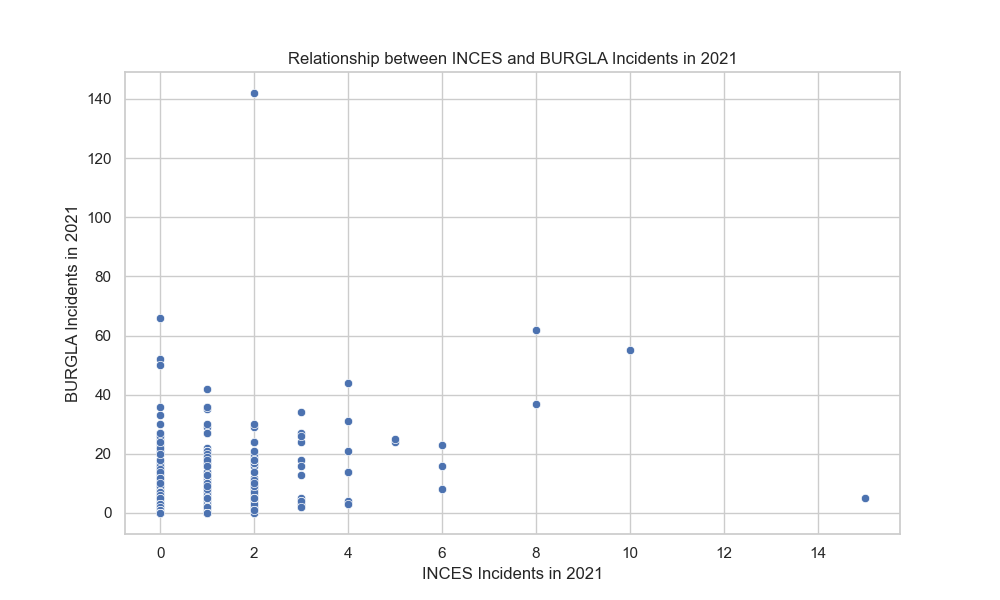 Relationship between INCES and BURGLA Incidents in 2021
BURGLA Incidents in 2021
140
120
100
80
60
40
20
0
0 2 4 6 8 10 12 14
INCES Incidents in 2021